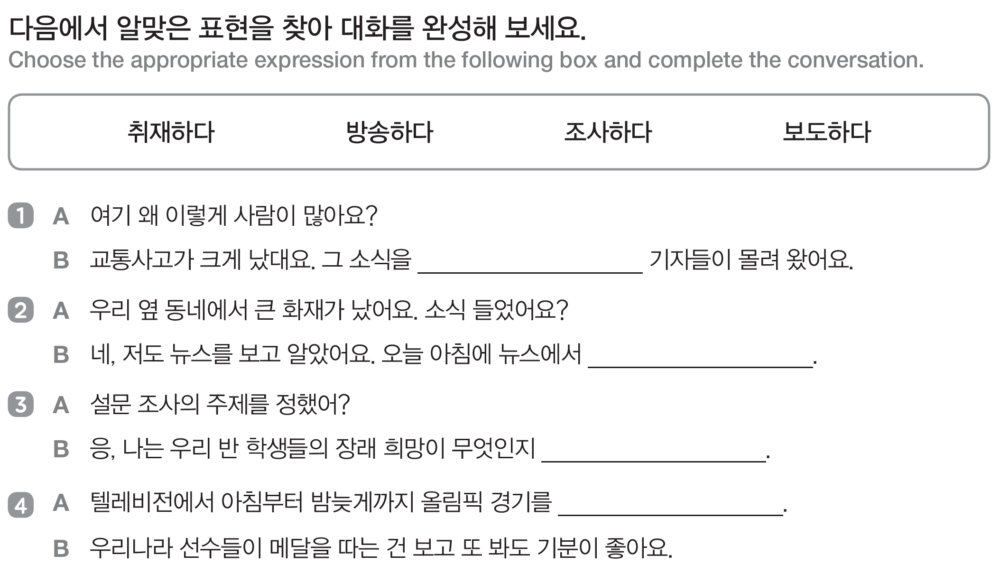 다음에서 알맞은 표현을 찾아 대화를 완성해 보세요.
Choose the appropriate expression from the following box and complete the conversation.
취재하다 방송하다 조사하다 보도하다
1 A 여기 왜 이렇게 사람이 많아요?
B 교통사고가 크게 났대요. 그 소식을 ____________ 기자들이 몰려 왔어요.
2 A 우리 옆 동네에서 큰 화재가 났어요. 소식 들었어요?
B 네, 저도 뉴스를 보고 알았어요. 오늘 아침에 뉴스에서 ____________.
3 A 설문 조사의 주제를 정했어?
B 응, 나는 우리 반 학생들의 장래 희망이 무엇인지 ____________.
4 A 텔레비전에서 아침부터 밤늦게까지 올림픽 경기를 ____________.
B 우리나라 선수들이 메달을 따는 건 보고 또 봐도 기분이 좋아요.